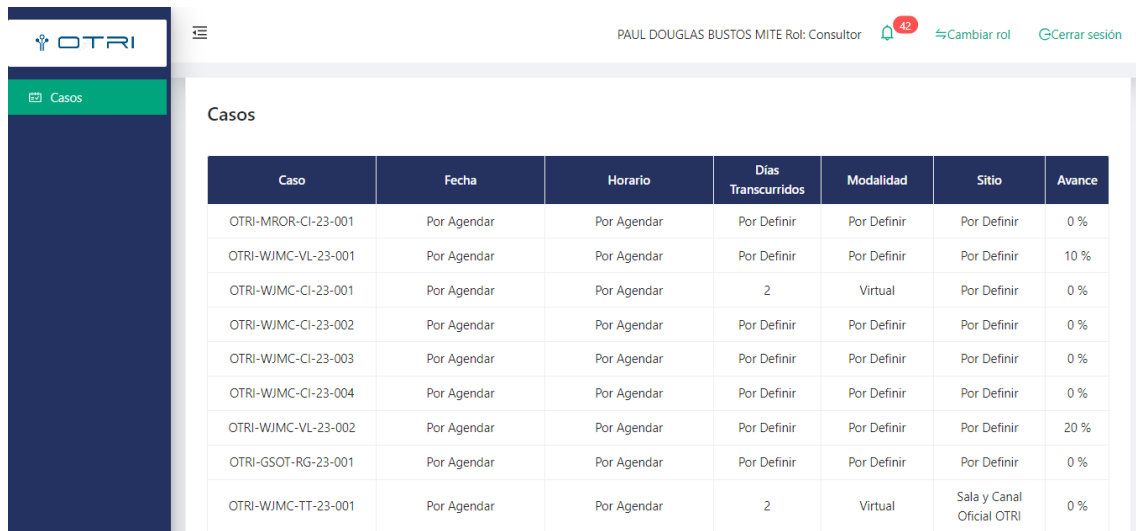 OTRI
PAUL DOUGLAS BUSTOS MITE Rol: Consultor 42 Cambiar rol Cerrar sesión
Casos
Casos
Caso Fecha Horario Días Transcurridos Modalidad Sitio Avance
OTRI-MROR-CI-23-001 Por Agendar Por Agendar Por Definir Por Definir Por Definir 0 %
OTRI-WJMC-VL-23-001 Por Agendar Por Agendar Por Definir Por Definir Por Definir 10 %
OTRI-WJMC-CI-23-001 Por Agendar Por Agendar 2 Virtual Por Definir 0 %
OTRI-WJMC-CI-23-002 Por Agendar Por Agendar Por Definir Por Definir Por Definir 0 %
OTRI-WJMC-CI-23-003 Por Agendar Por Agendar Por Definir Por Definir Por Definir 0 %
OTRI-WJMC-CI-23-004 Por Agendar Por Agendar Por Definir Por Definir Por Definir 0 %
OTRI-WJMC-VL-23-002 Por Agendar Por Agendar Por Definir Por Definir Por Definir 20 %
OTRI-GSOT-RG-23-001 Por Agendar Por Agendar Por Definir Por Definir Por Definir 0 %
OTRI-WJMC-TT-23-001 Por Agendar Por Agendar 2 Virtual Sala y Canal Oficial OTRI 0 %